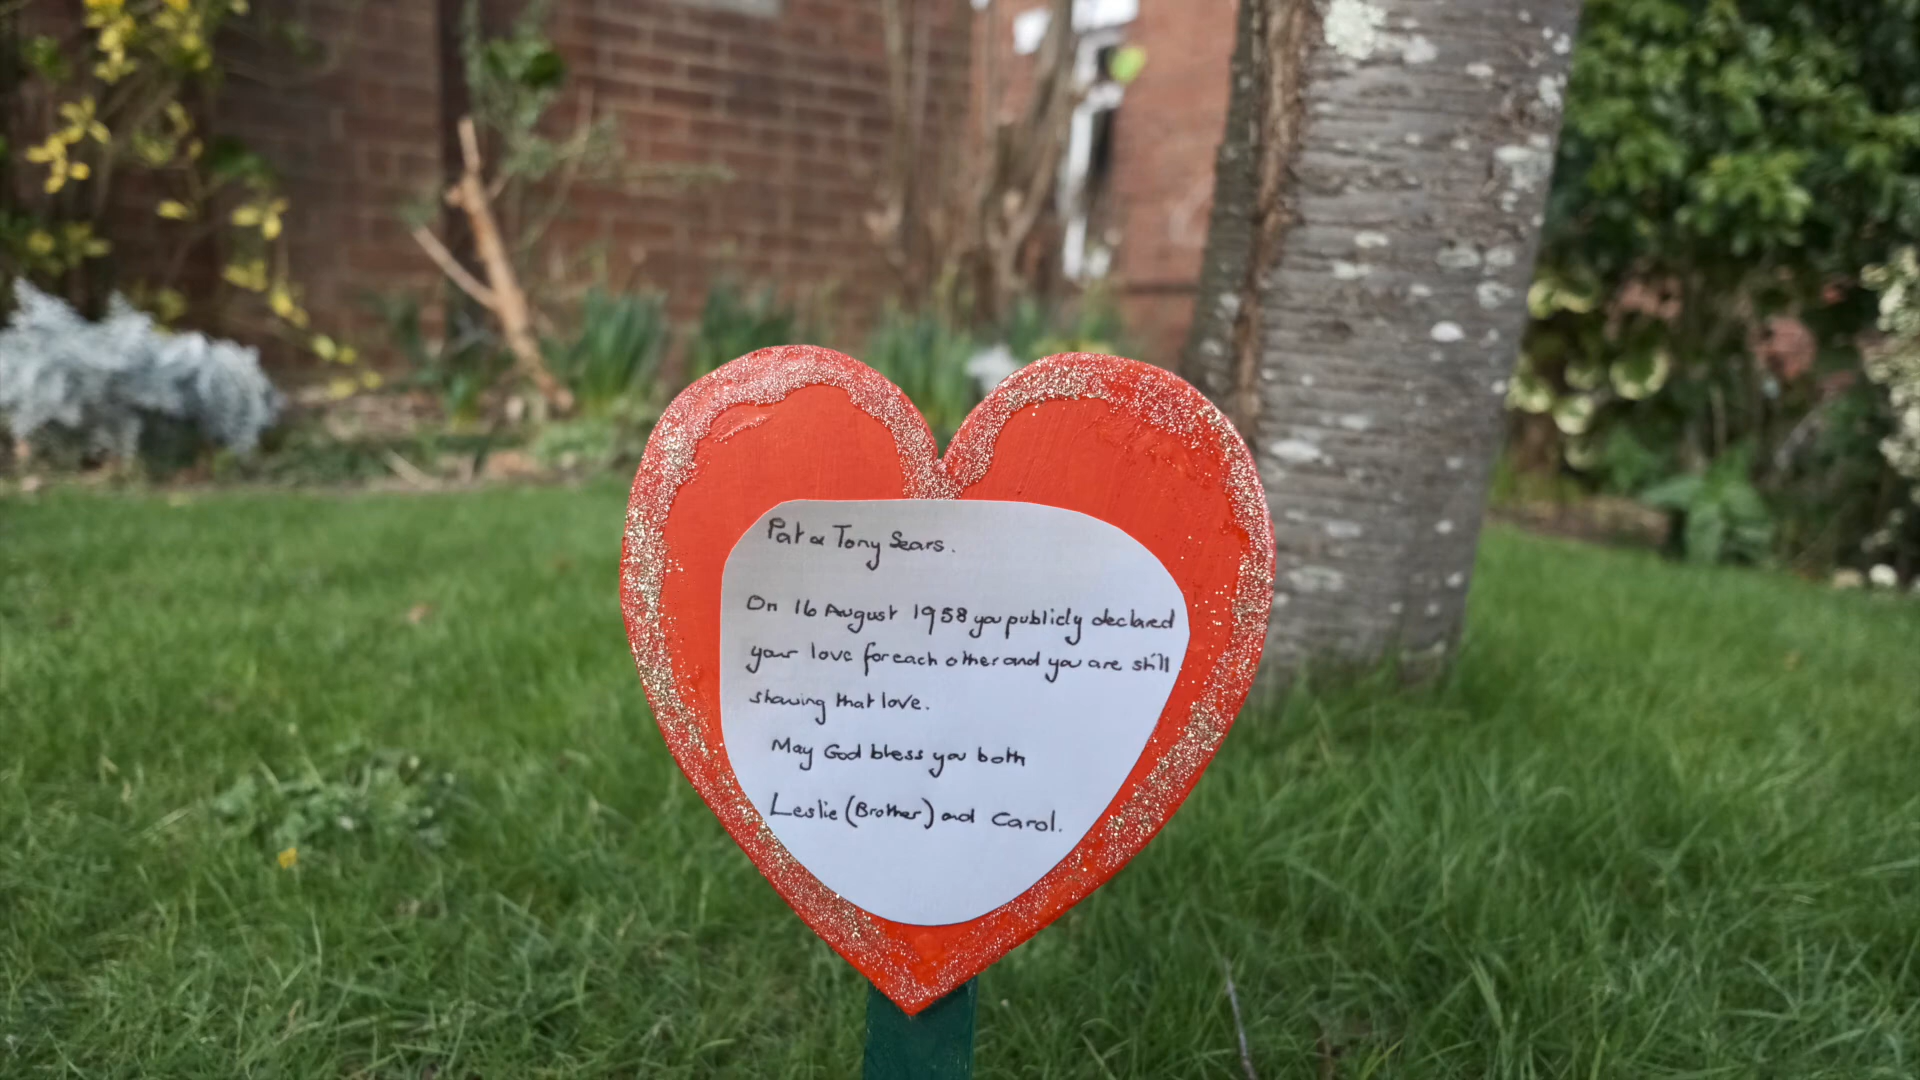 Pat & Tony Sears.
On 16 August 1958 you publicly declared
your love for each other and you are still
showing that love.
May God bless you both
Leslie (Brother) and Carol.